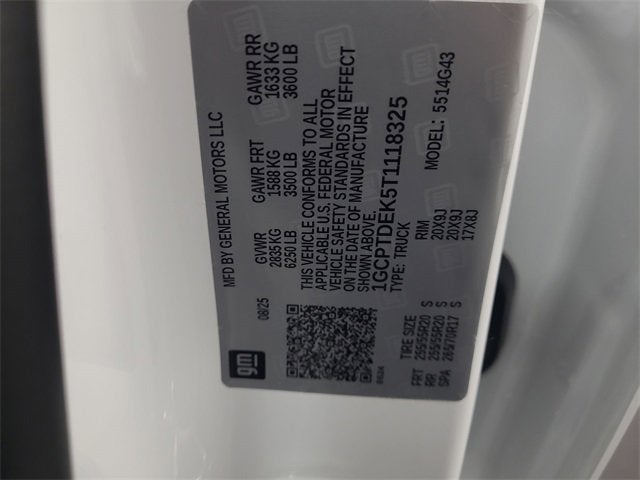 gm
08/25
MFD BY GENERAL MOTORS LLC
GVWR GAWR FRT GAWR RR
2835 KG 1588 KG 1633 KG
6250 LB 3500 LB 3600 LB
THIS VEHICLE CONFORMS TO ALL
APPLICABLE U.S. FEDERAL MOTOR
VEHICLE SAFETY STANDARDS IN EFFECT
ON THE DATE OF MANUFACTURE
SHOWN ABOVE.
1GCPTDEK5T1118325
TYPE: TRUCK MODEL: 5514G43
TIRE SIZE RIM
FRT 255/55R20 S 20X9J
RR 255/55R20 S 20X9J
SPA 265/70R17 S 17X8J